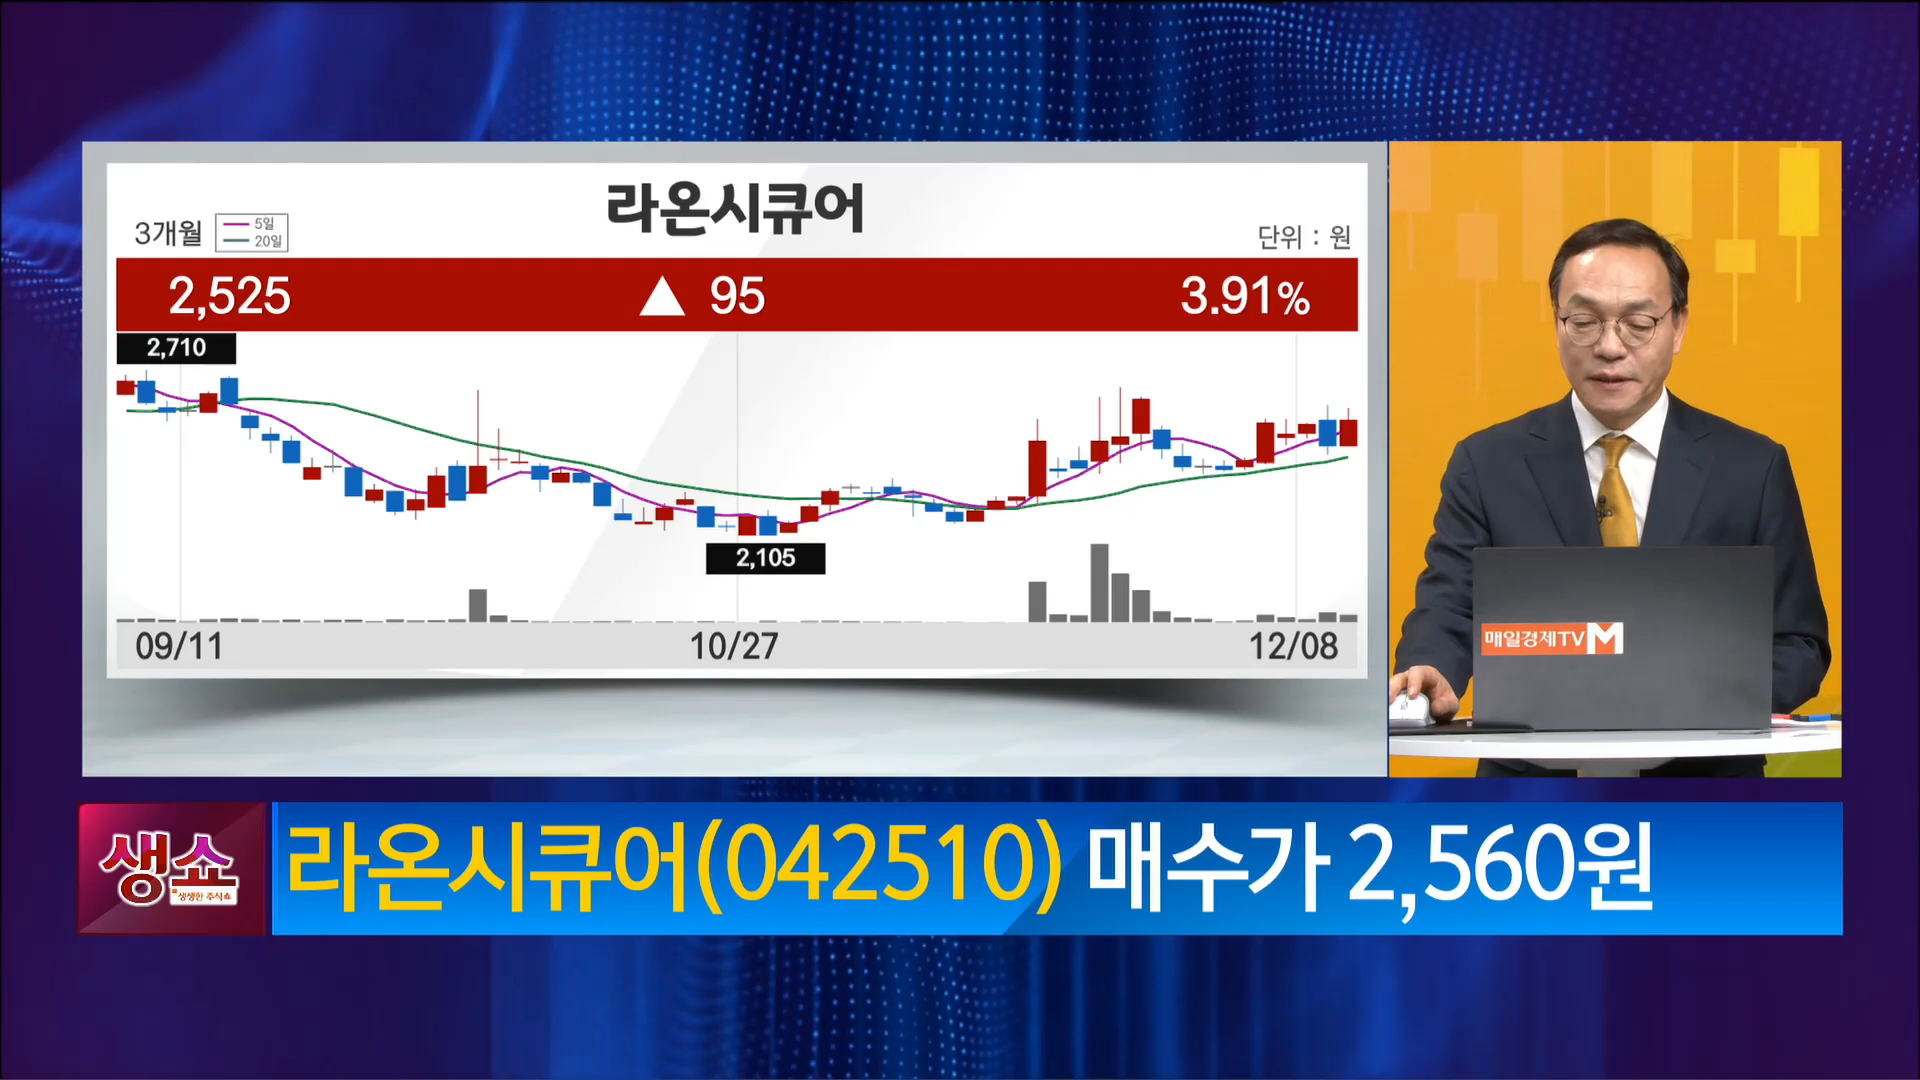 라온시큐어
3개월
5일
20일
단위 : 원
2,525 ▲ 95 3.91%
2,710
2,105
09/11 10/27 12/08
매일경제TV M
생쇼
생생한 주식쇼
라온시큐어(042510) 매수가 2,560원